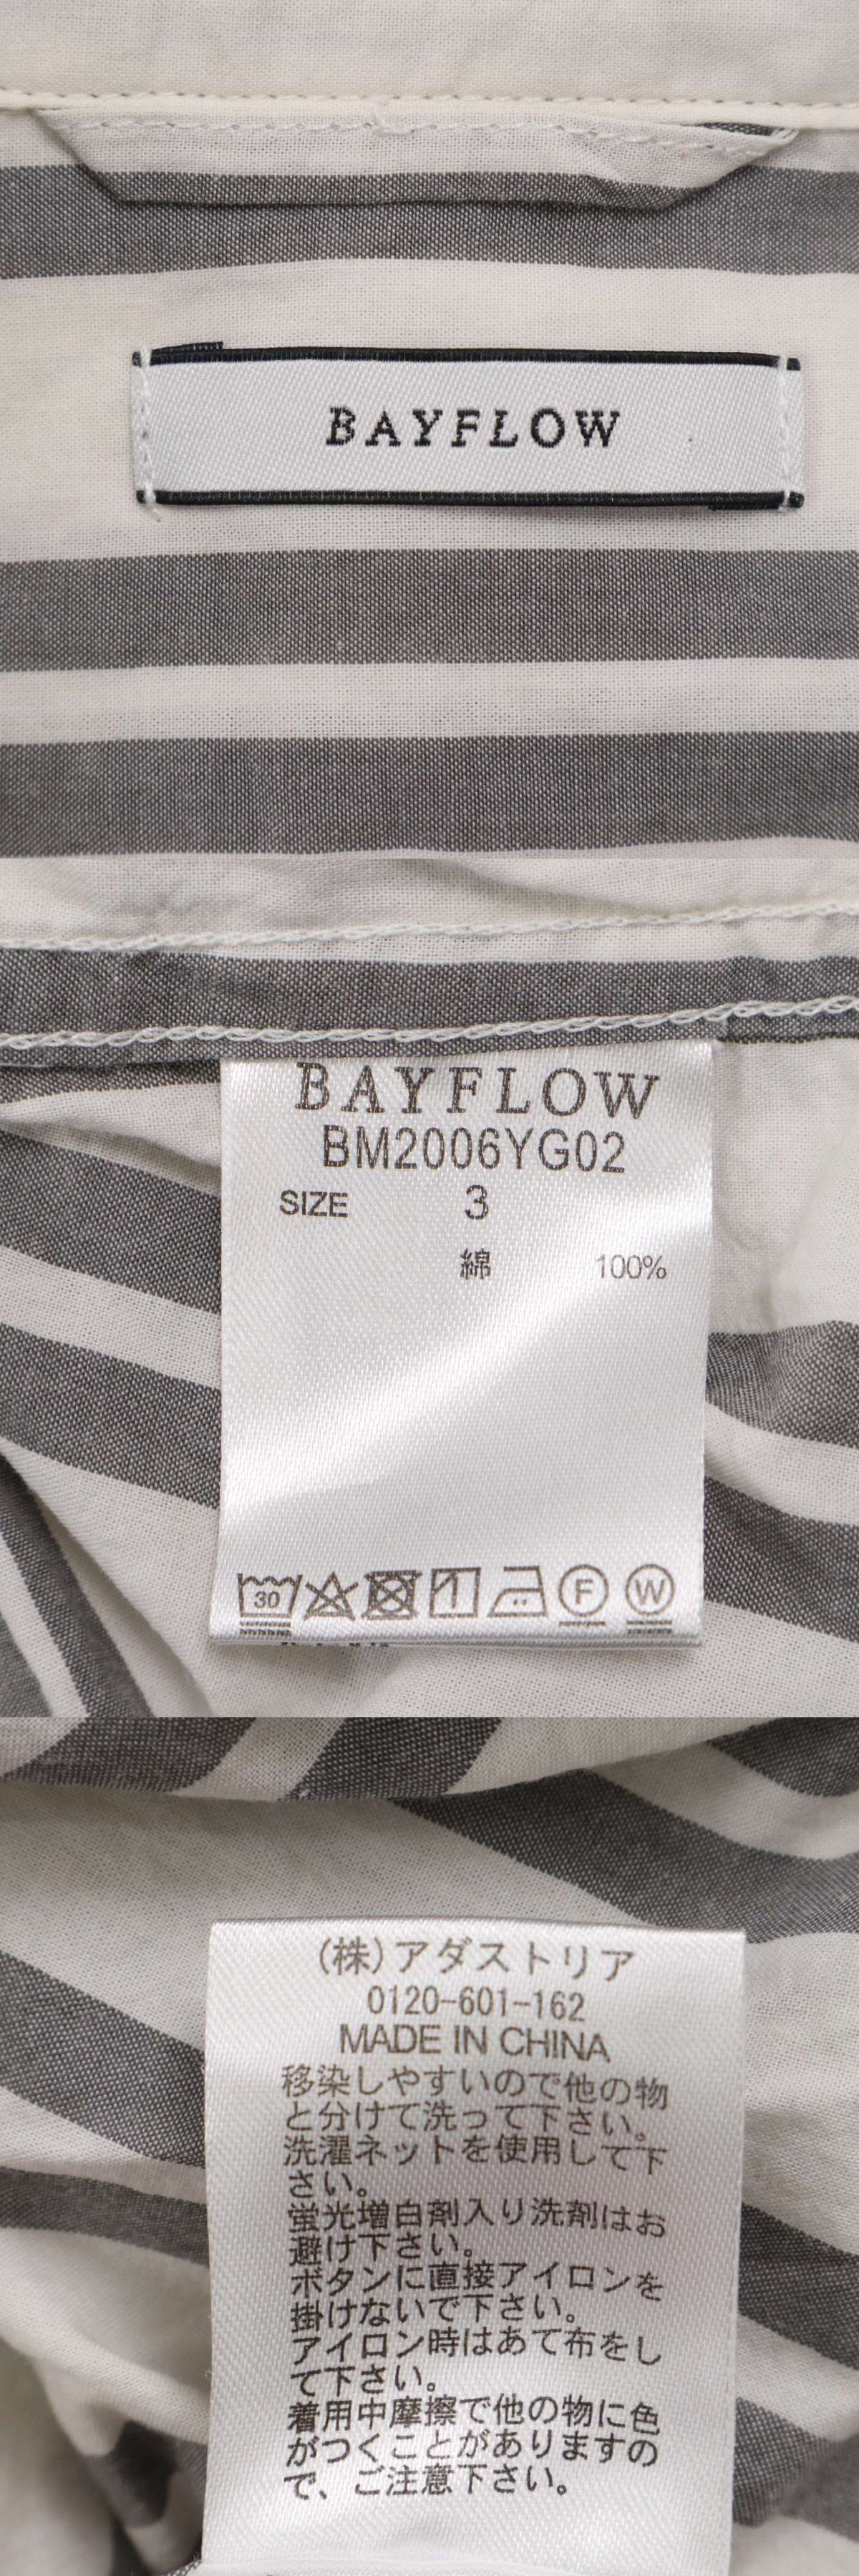 BAYFLOW
BAYFLOW
BM2006YG02
SIZE 3
綿 100%
30 F W
(株)アダストリア
0120-601-162
MADE IN CHINA
移染しやすいので他の物
と分けて洗って下さい。
洗濯ネットを使用して下
さい。
蛍光増白剤入り洗剤はお
避け下さい。
ボタンに直接アイロンを
掛けないで下さい。
アイロン時はあて布をし
て下さい。
着用中摩擦で他の物に色
がつくことがありますの
で、ご注意下さい。